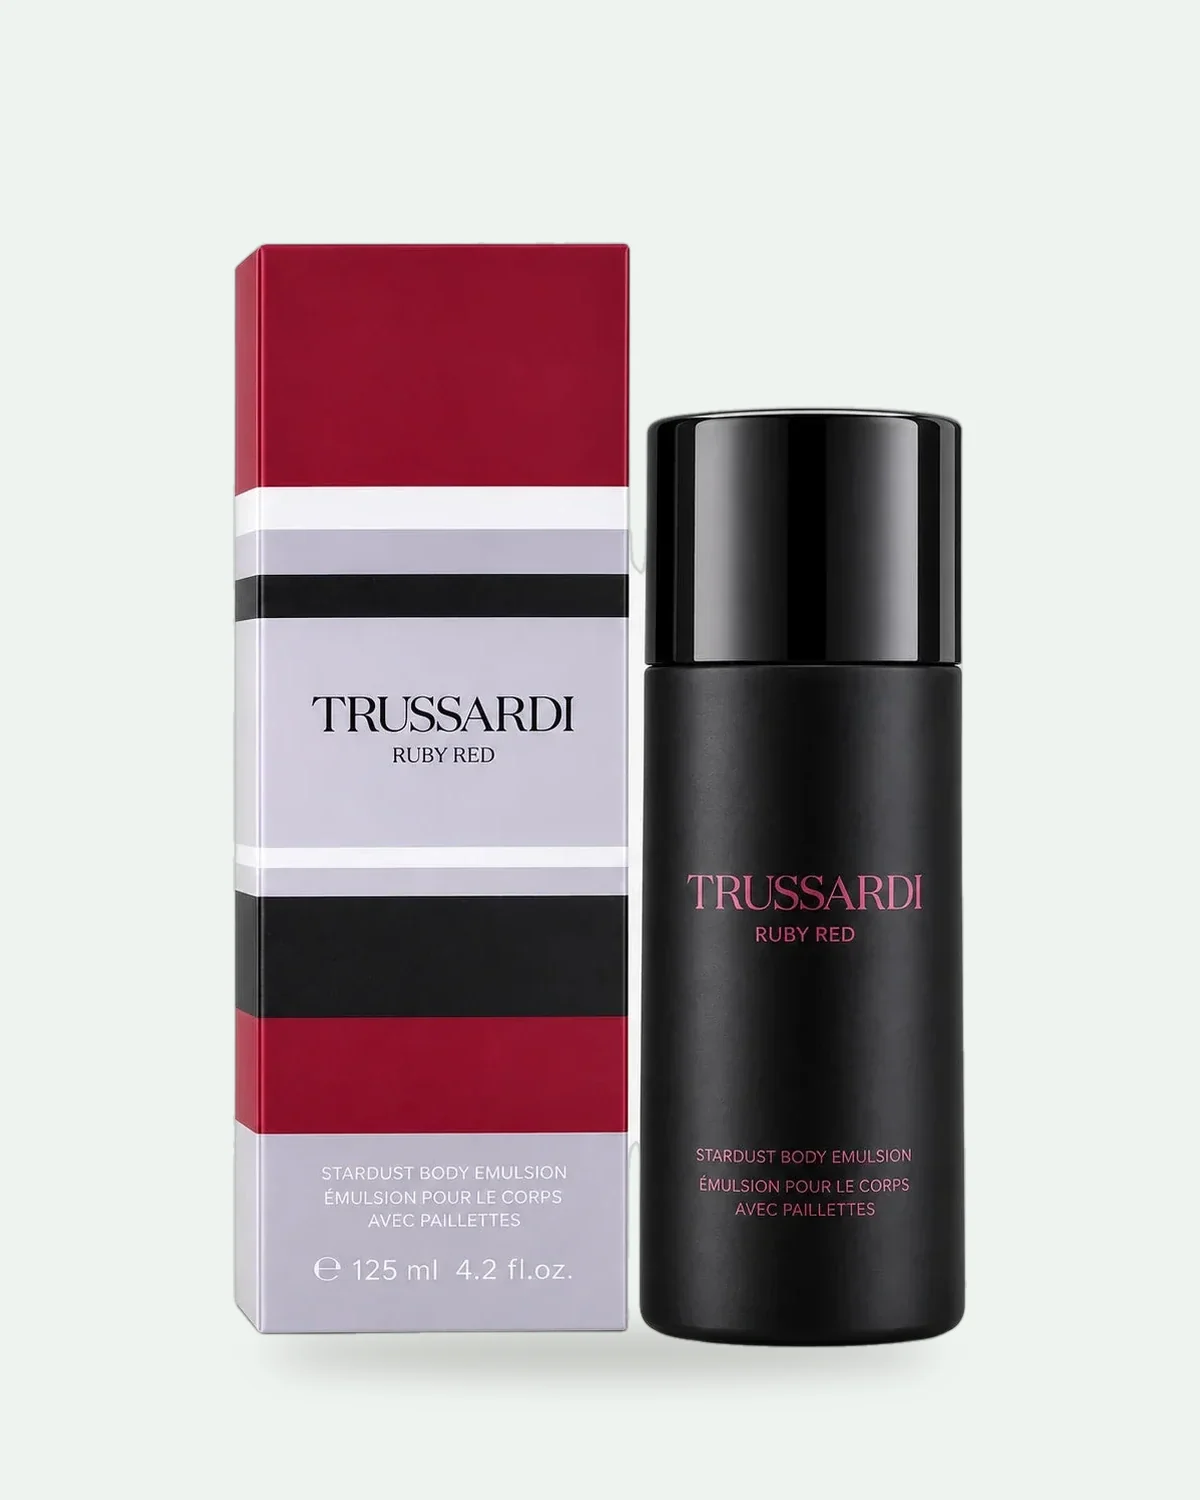 TRUSSARDI
RUBY RED
STARDUST BODY EMULSION
ÉMULSION POUR LE CORPS
AVEC PAILLETTES
℮ 125 ml 4.2 fl.oz.
TRUSSARDI
RUBY RED
STARDUST BODY EMULSION
ÉMULSION POUR LE CORPS
AVEC PAILLETTES